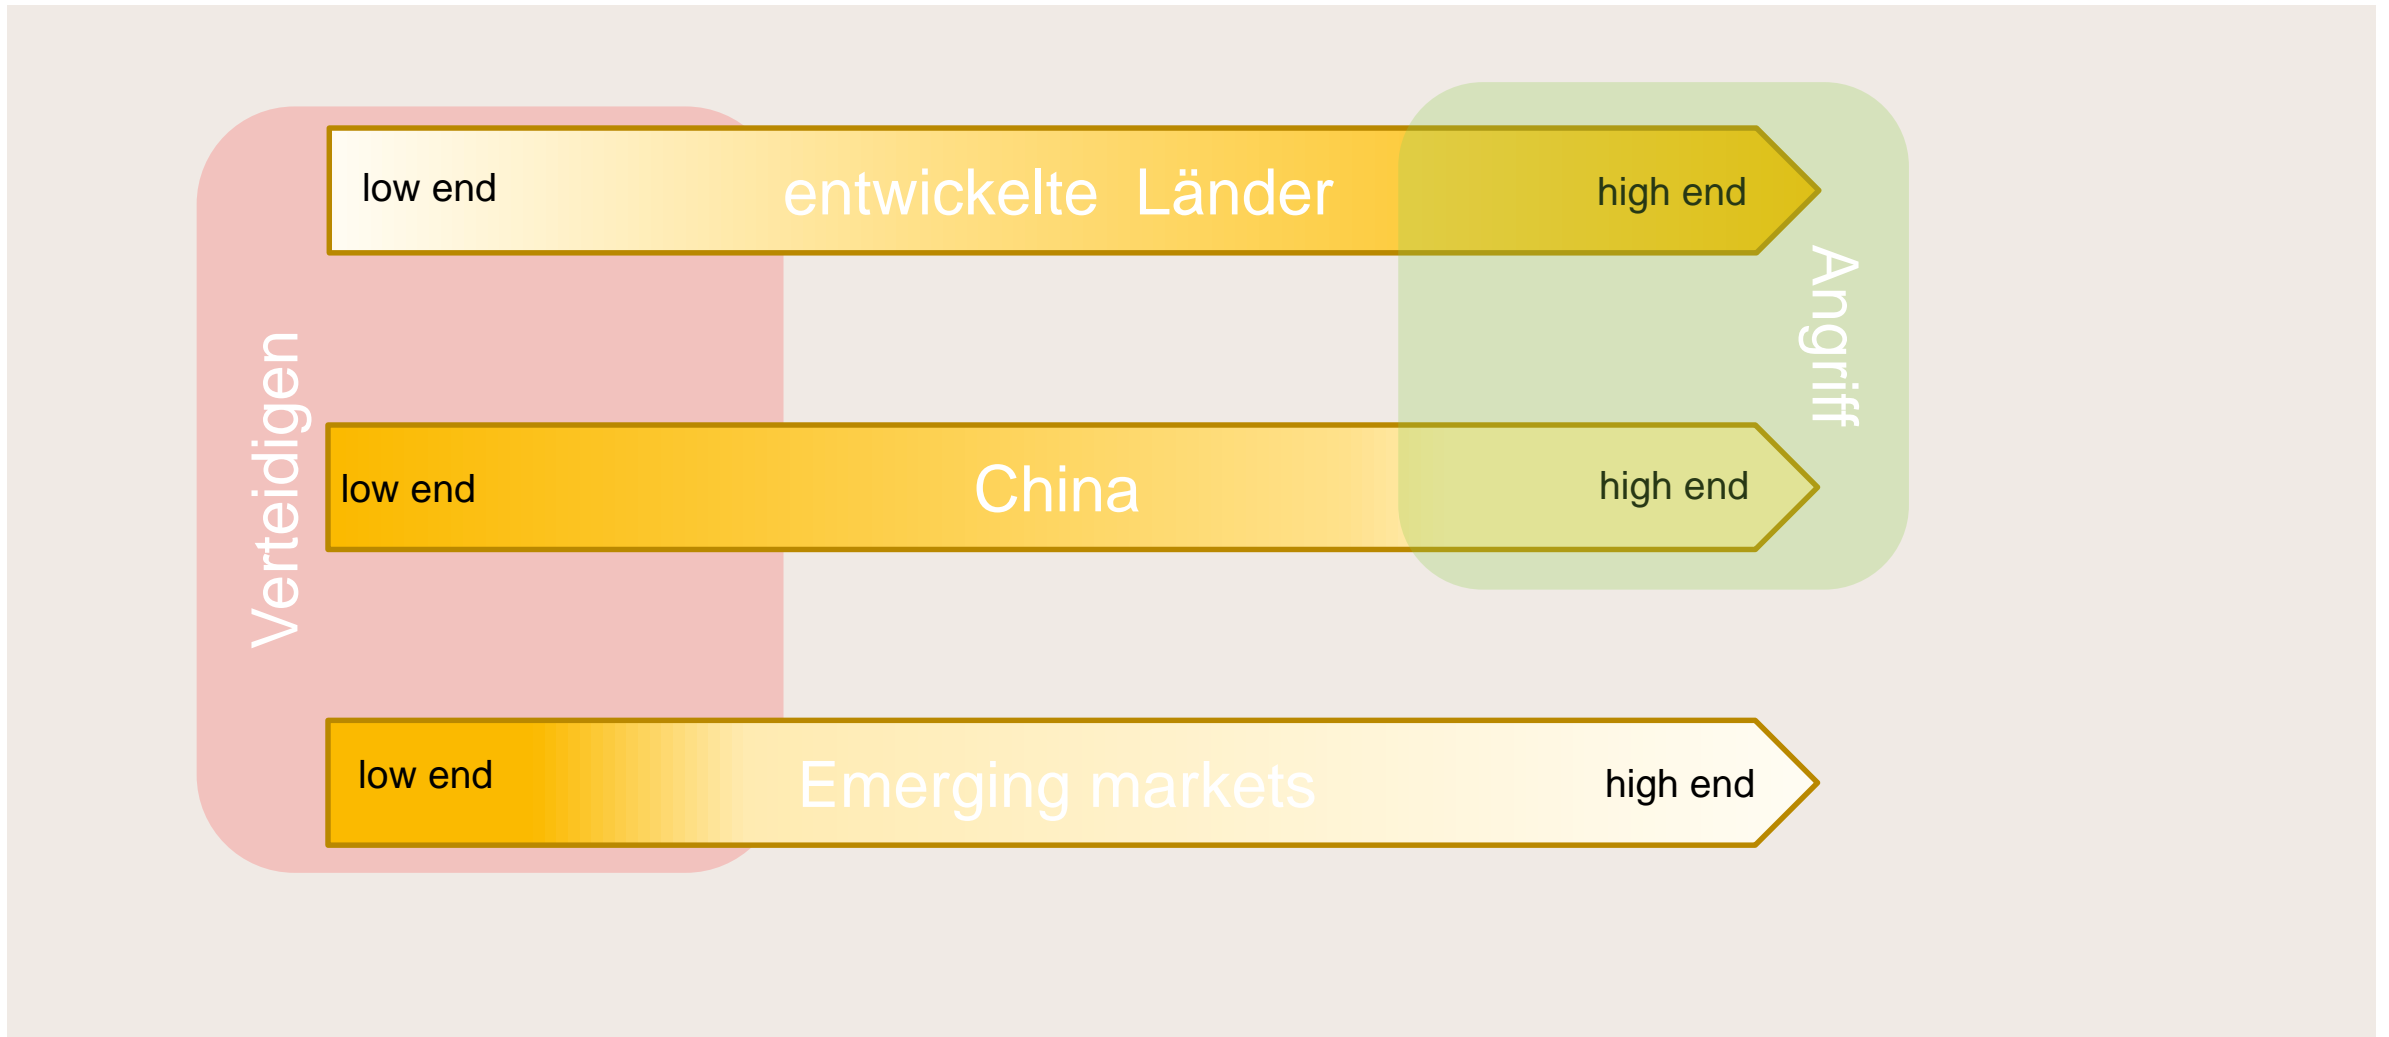 low end
entwickelte Länder
high end
Verteidigen
Angriff
low end
China
high end
low end
Emerging markets
high end